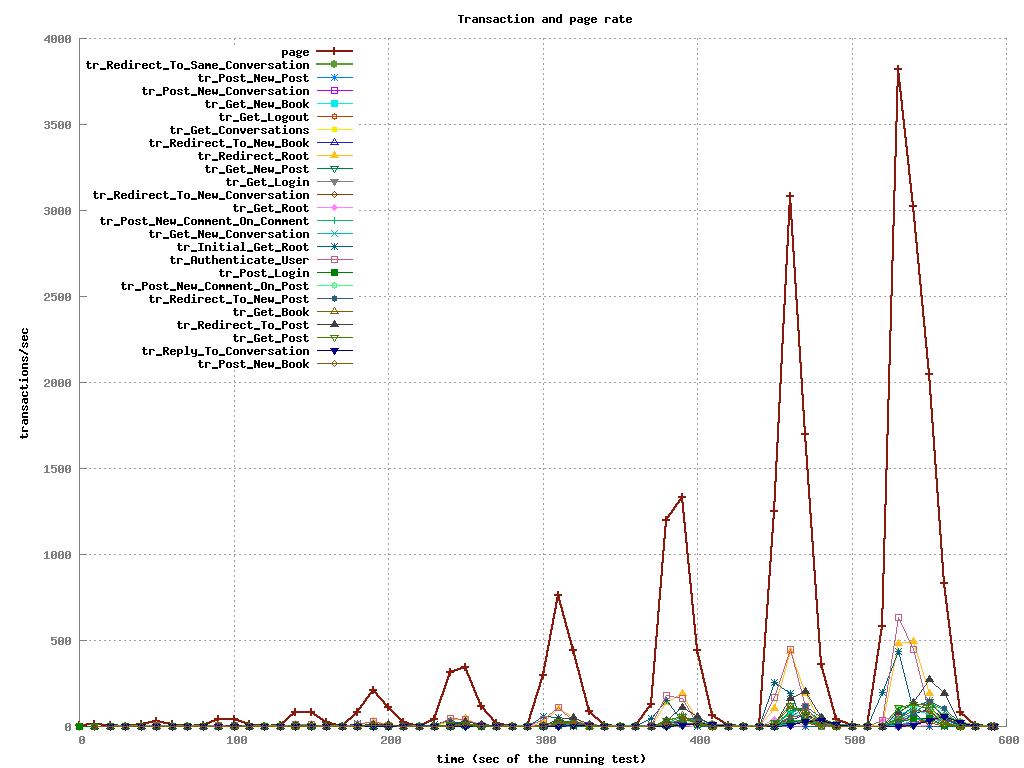 Transaction and page rate
4000
3500
3000
2500
2000
1500
1000
500
0
transactions/sec
page
tr_Redirect_To_Same_Conversation
tr_Post_New_Post
tr_Post_New_Conversation
tr_Get_New_Book
tr_Get_Logout
tr_Get_Conversations
tr_Redirect_To_New_Book
tr_Redirect_Root
tr_Get_New_Post
tr_Get_Login
tr_Redirect_To_New_Conversation
tr_Get_Root
tr_Post_New_Comment_On_Comment
tr_Get_New_Conversation
tr_Initial_Get_Root
tr_Authenticate_User
tr_Post_Login
tr_Post_New_Comment_On_Post
tr_Redirect_To_New_Post
tr_Get_Book
tr_Redirect_To_Post
tr_Get_Post
tr_Reply_To_Conversation
tr_Post_New_Book
0 100 200 300 400 500 600
time (sec of the running test)